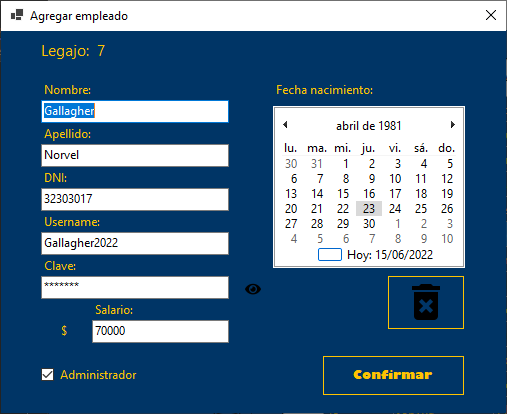 Agregar empleado
Legajo: 7
Nombre:
Gallagher
Apellido:
Norvel
DNI:
32303017
Username:
Gallagher2022
Clave:
*******
Salario:
$ 70000
Administrador
Fecha nacimiento:
abril de 1981
lu. ma. mi. ju. vi. sá. do.
30 31 1 2 3 4 5
6 7 8 9 10 11 12
13 14 15 16 17 18 19
20 21 22 23 24 25 26
27 28 29 30 1 2 3
4 5 6 7 8 9 10
Hoy: 15/06/2022
Confirmar